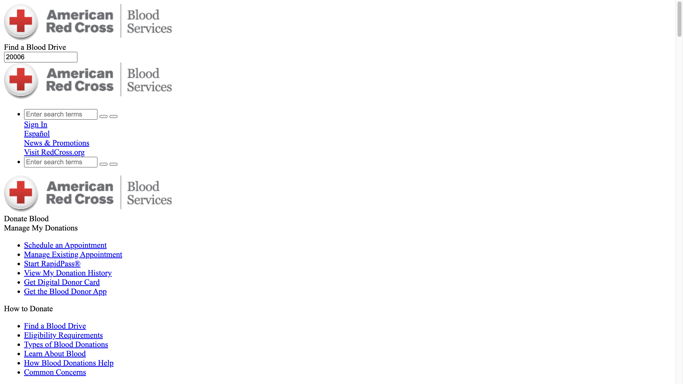 American Red Cross
Blood Services
Find a Blood Drive
20006
American Red Cross
Blood Services
Enter search terms
Sign In
Español
News & Promotions
Visit RedCross.org
Enter search terms
American Red Cross
Blood Services
Donate Blood
Manage My Donations
Schedule an Appointment
Manage Existing Appointment
Start RapidPass®
View My Donation History
Get Digital Donor Card
Get the Blood Donor App
How to Donate
Find a Blood Drive
Eligibility Requirements
Types of Blood Donations
Learn About Blood
How Blood Donations Help
Common Concerns